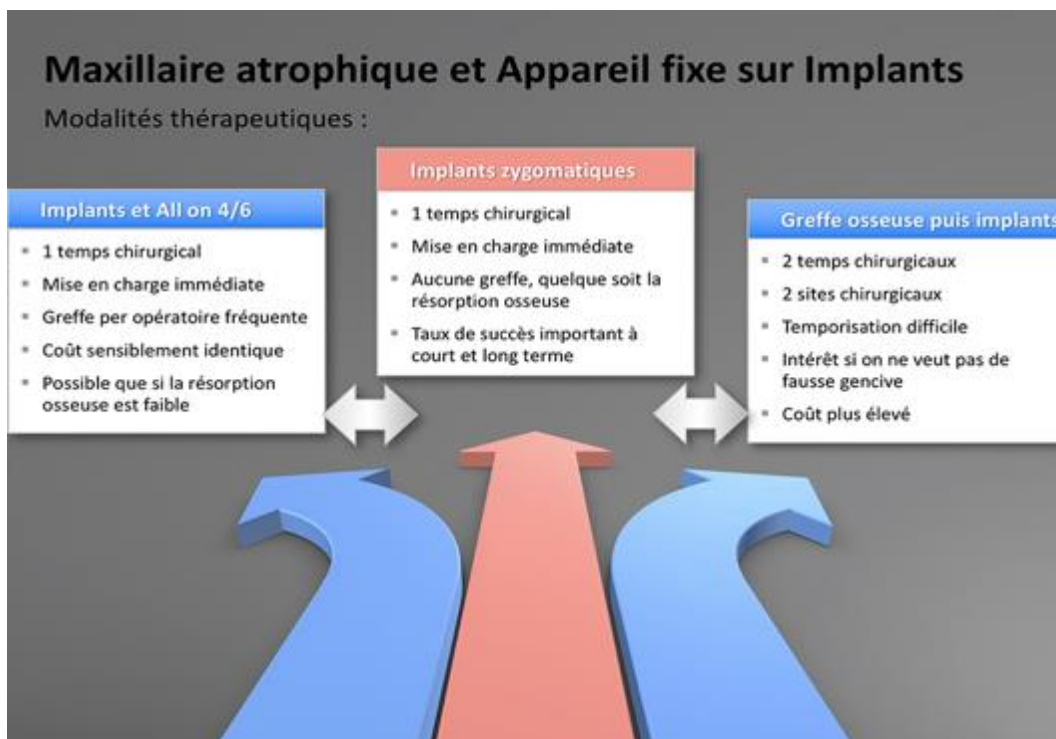 Maxillaire atrophique et Appareil fixe sur Implants
Modalités thérapeutiques :
Implants et All on 4/6
▪ 1 temps chirurgical
▪ Mise en charge immédiate
▪ Greffe per opératoire fréquente
▪ Coût sensiblement identique
▪ Possible que si la résorption
osseuse est faible
Implants zygomatiques
▪ 1 temps chirurgical
▪ Mise en charge immédiate
▪ Aucune greffe, quelque soit la
résorption osseuse
▪ Taux de succès important à
court et long terme
Greffe osseuse puis implants
▪ 2 temps chirurgicaux
▪ 2 sites chirurgicaux
▪ Temporisation difficile
▪ Intérêt si on ne veut pas de
fausse gencive
▪ Coût plus élevé